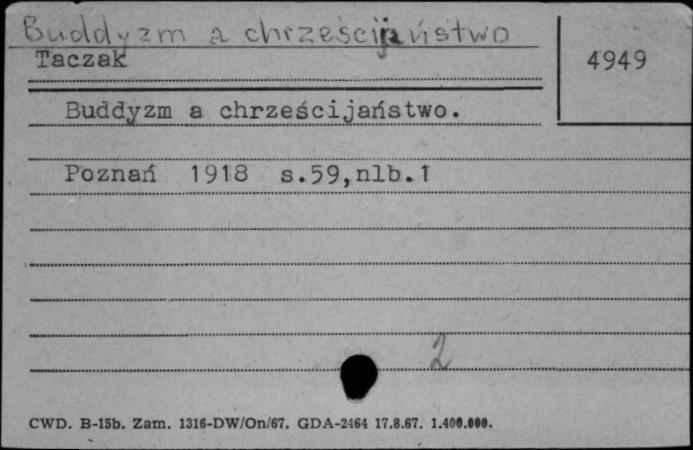 Buddyzm a chrześcijaństwo
Taczak
4949
Buddyzm a chrześcijaństwo.
Poznań 1918 s.59,nlb.1
2
CWD. B-15b. Zam. 1316-DW/On/67. GDA-2464 17.8.67. 1.400.000.